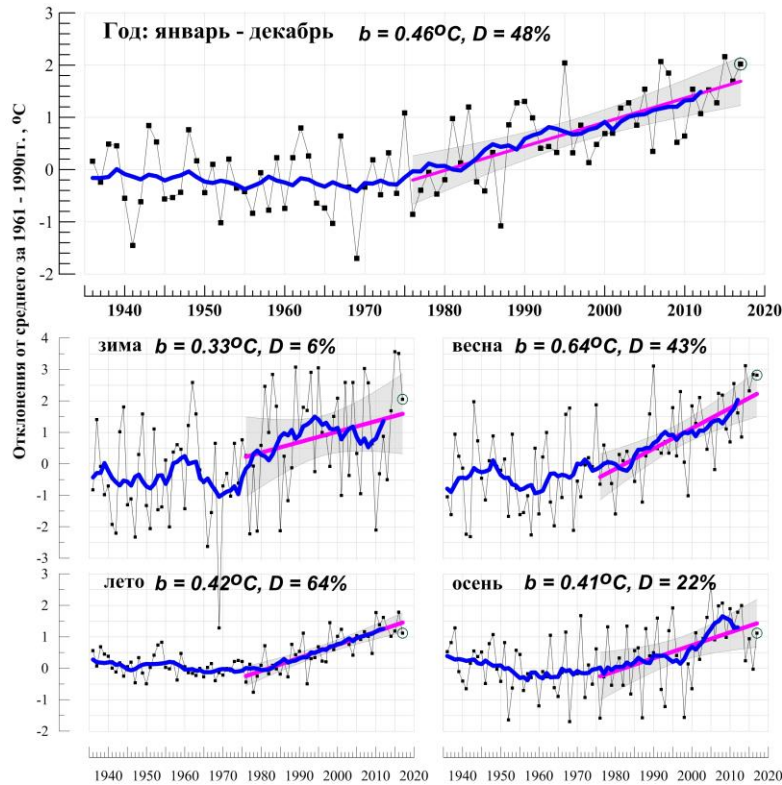 Отклонения от среднего за 1961 - 1990гг. , ºC
Год: январь - декабрь b = 0.46ºC, D = 48%
3
2
1
0
-1
-2
1940 1950 1960 1970 1980 1990 2000 2010 2020
зима b = 0.33ºC, D = 6%
весна b = 0.64ºC, D = 43%
4
3
2
1
0
-1
-2
-3
лето b = 0.42ºC, D = 64%
осень b = 0.41ºC, D = 22%
2
1
0
-1
-2
1940 1950 1960 1970 1980 1990 2000 2010 2020
1940 1950 1960 1970 1980 1990 2000 2010 2020